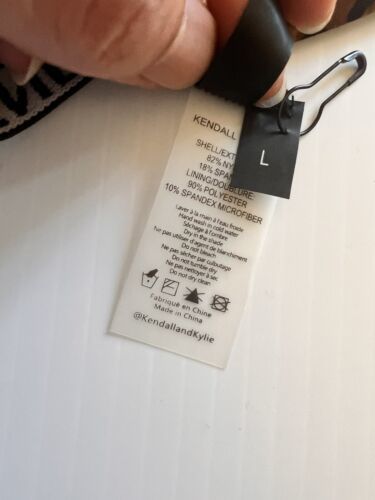 KENDALL
L
SHELL/EXT
82% NY
18% SPAN
LINING/DOUBLURE:
90% POLYESTER
10% SPANDEX MICROFIBER
Laver à la main à l'eau froide
Hand wash in cold water
Séchage à l'ombre
Dry in the shade
Ne pas utiliser d'agent de blanchiment
Do not bleach
Ne pas sécher par culbutage
Do not tumble dry
Ne pas nettoyer à sec
Do not dry clean
Fabriqué en Chine
Made in China
@KendallandKylie